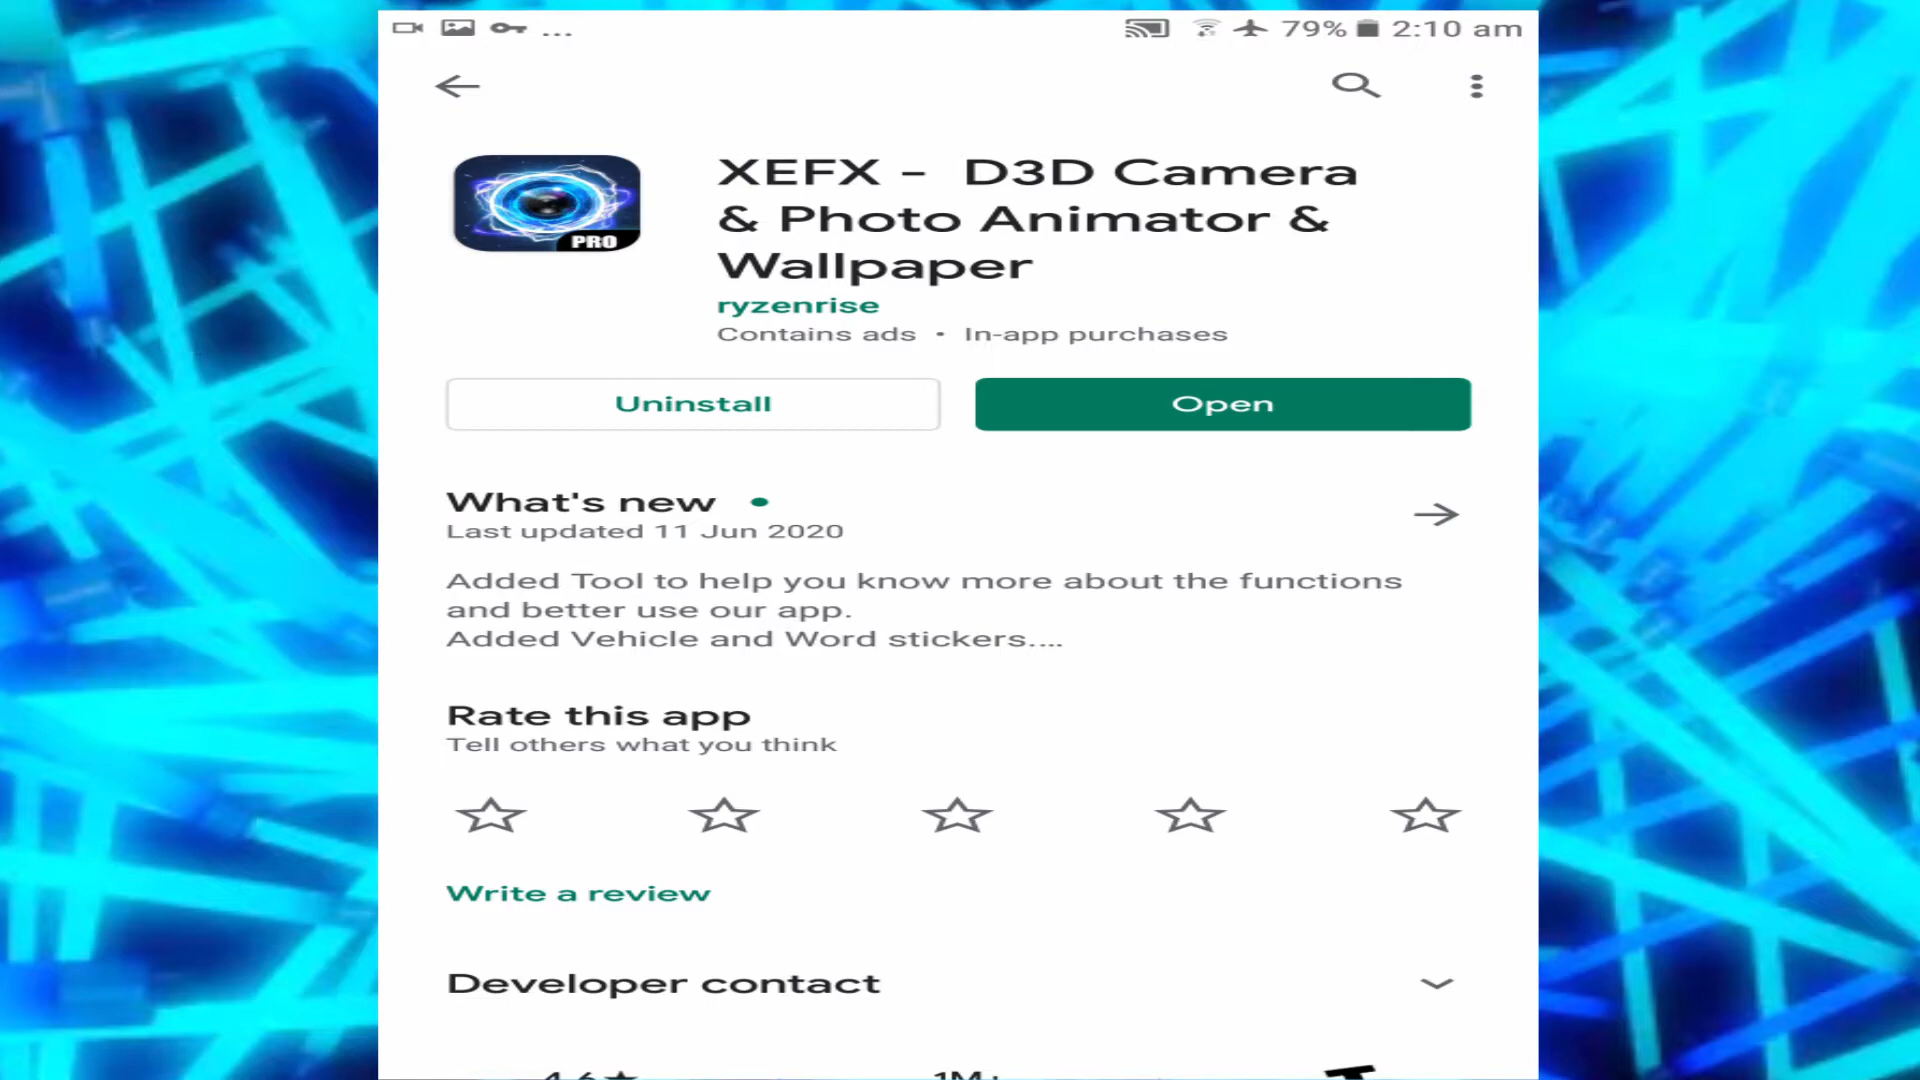 ... 79% 2:10 am
XEFX - D3D Camera
& Photo Animator &
Wallpaper
PRO
ryzenrise
Contains ads • In-app purchases
Uninstall
Open
What's new •
Last updated 11 Jun 2020
Added Tool to help you know more about the functions
and better use our app.
Added Vehicle and Word stickers....
Rate this app
Tell others what you think
Write a review
Developer contact